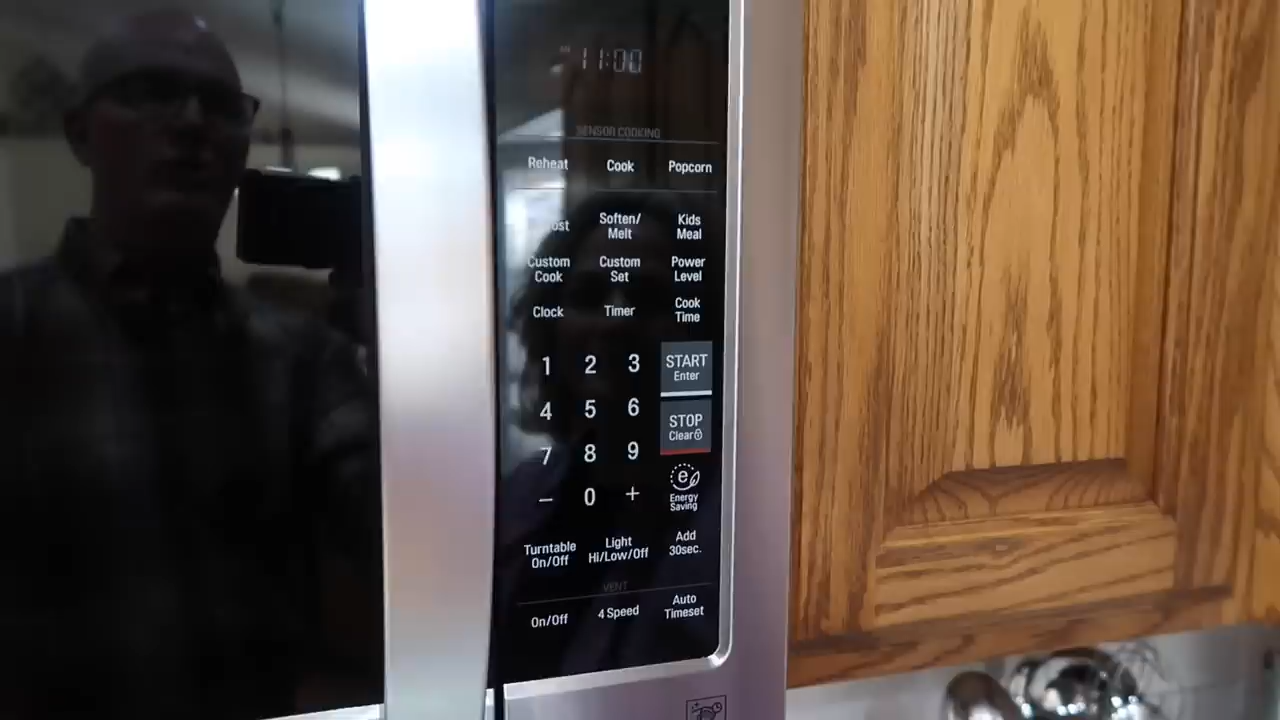 11:00
SENSOR COOKING
Reheat Cook Popcorn
Soften/ Kids
Melt Meal
Custom Custom Power
Cook Set Level
Clock Timer Cook
Time
1 2 3 START
Enter
4 5 6 STOP
Clear
7 8 9
– 0 + e
Energy
Saving
Turntable Light Add
On/Off Hi/Low/Off 30sec.
VENT
On/Off 4 Speed Auto
Timeset